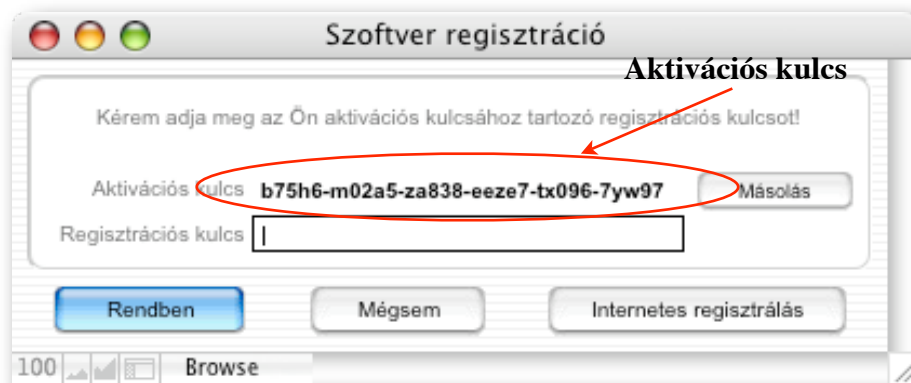 Szoftver regisztráció
Aktivációs kulcs
Kérem adja meg az Ön aktivációs kulcsához tartozó regisztrációs kulcsot!
Aktivációs kulcs b75h6-m02a5-za838-eeze7-tx096-7yw97 Másolás
Regisztrációs kulcs
Rendben Mégsem Internetes regisztrálás
100 Browse